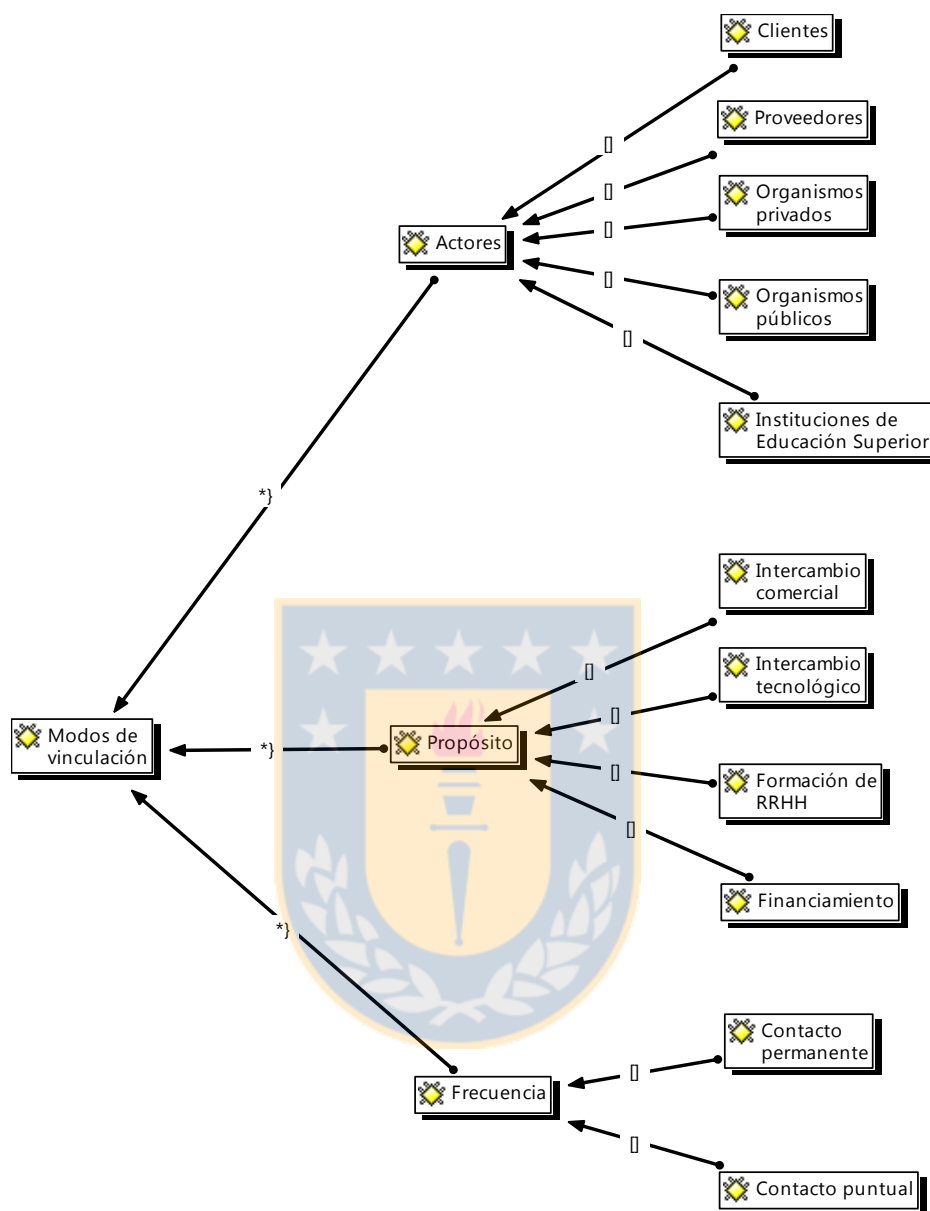 Clientes
Proveedores
[]
[]
Organismos
privados
[]
Actores
[]
Organismos
públicos
[]
Instituciones de
Educación Superior
*}
Intercambio
comercial
[]
Intercambio
tecnológico
[]
Modos de
vinculación
*}
Propósito
[]
Formación de
RRHH
[]
Financiamiento
*}
Contacto
permanente
[]
Frecuencia
[]
Contacto puntual